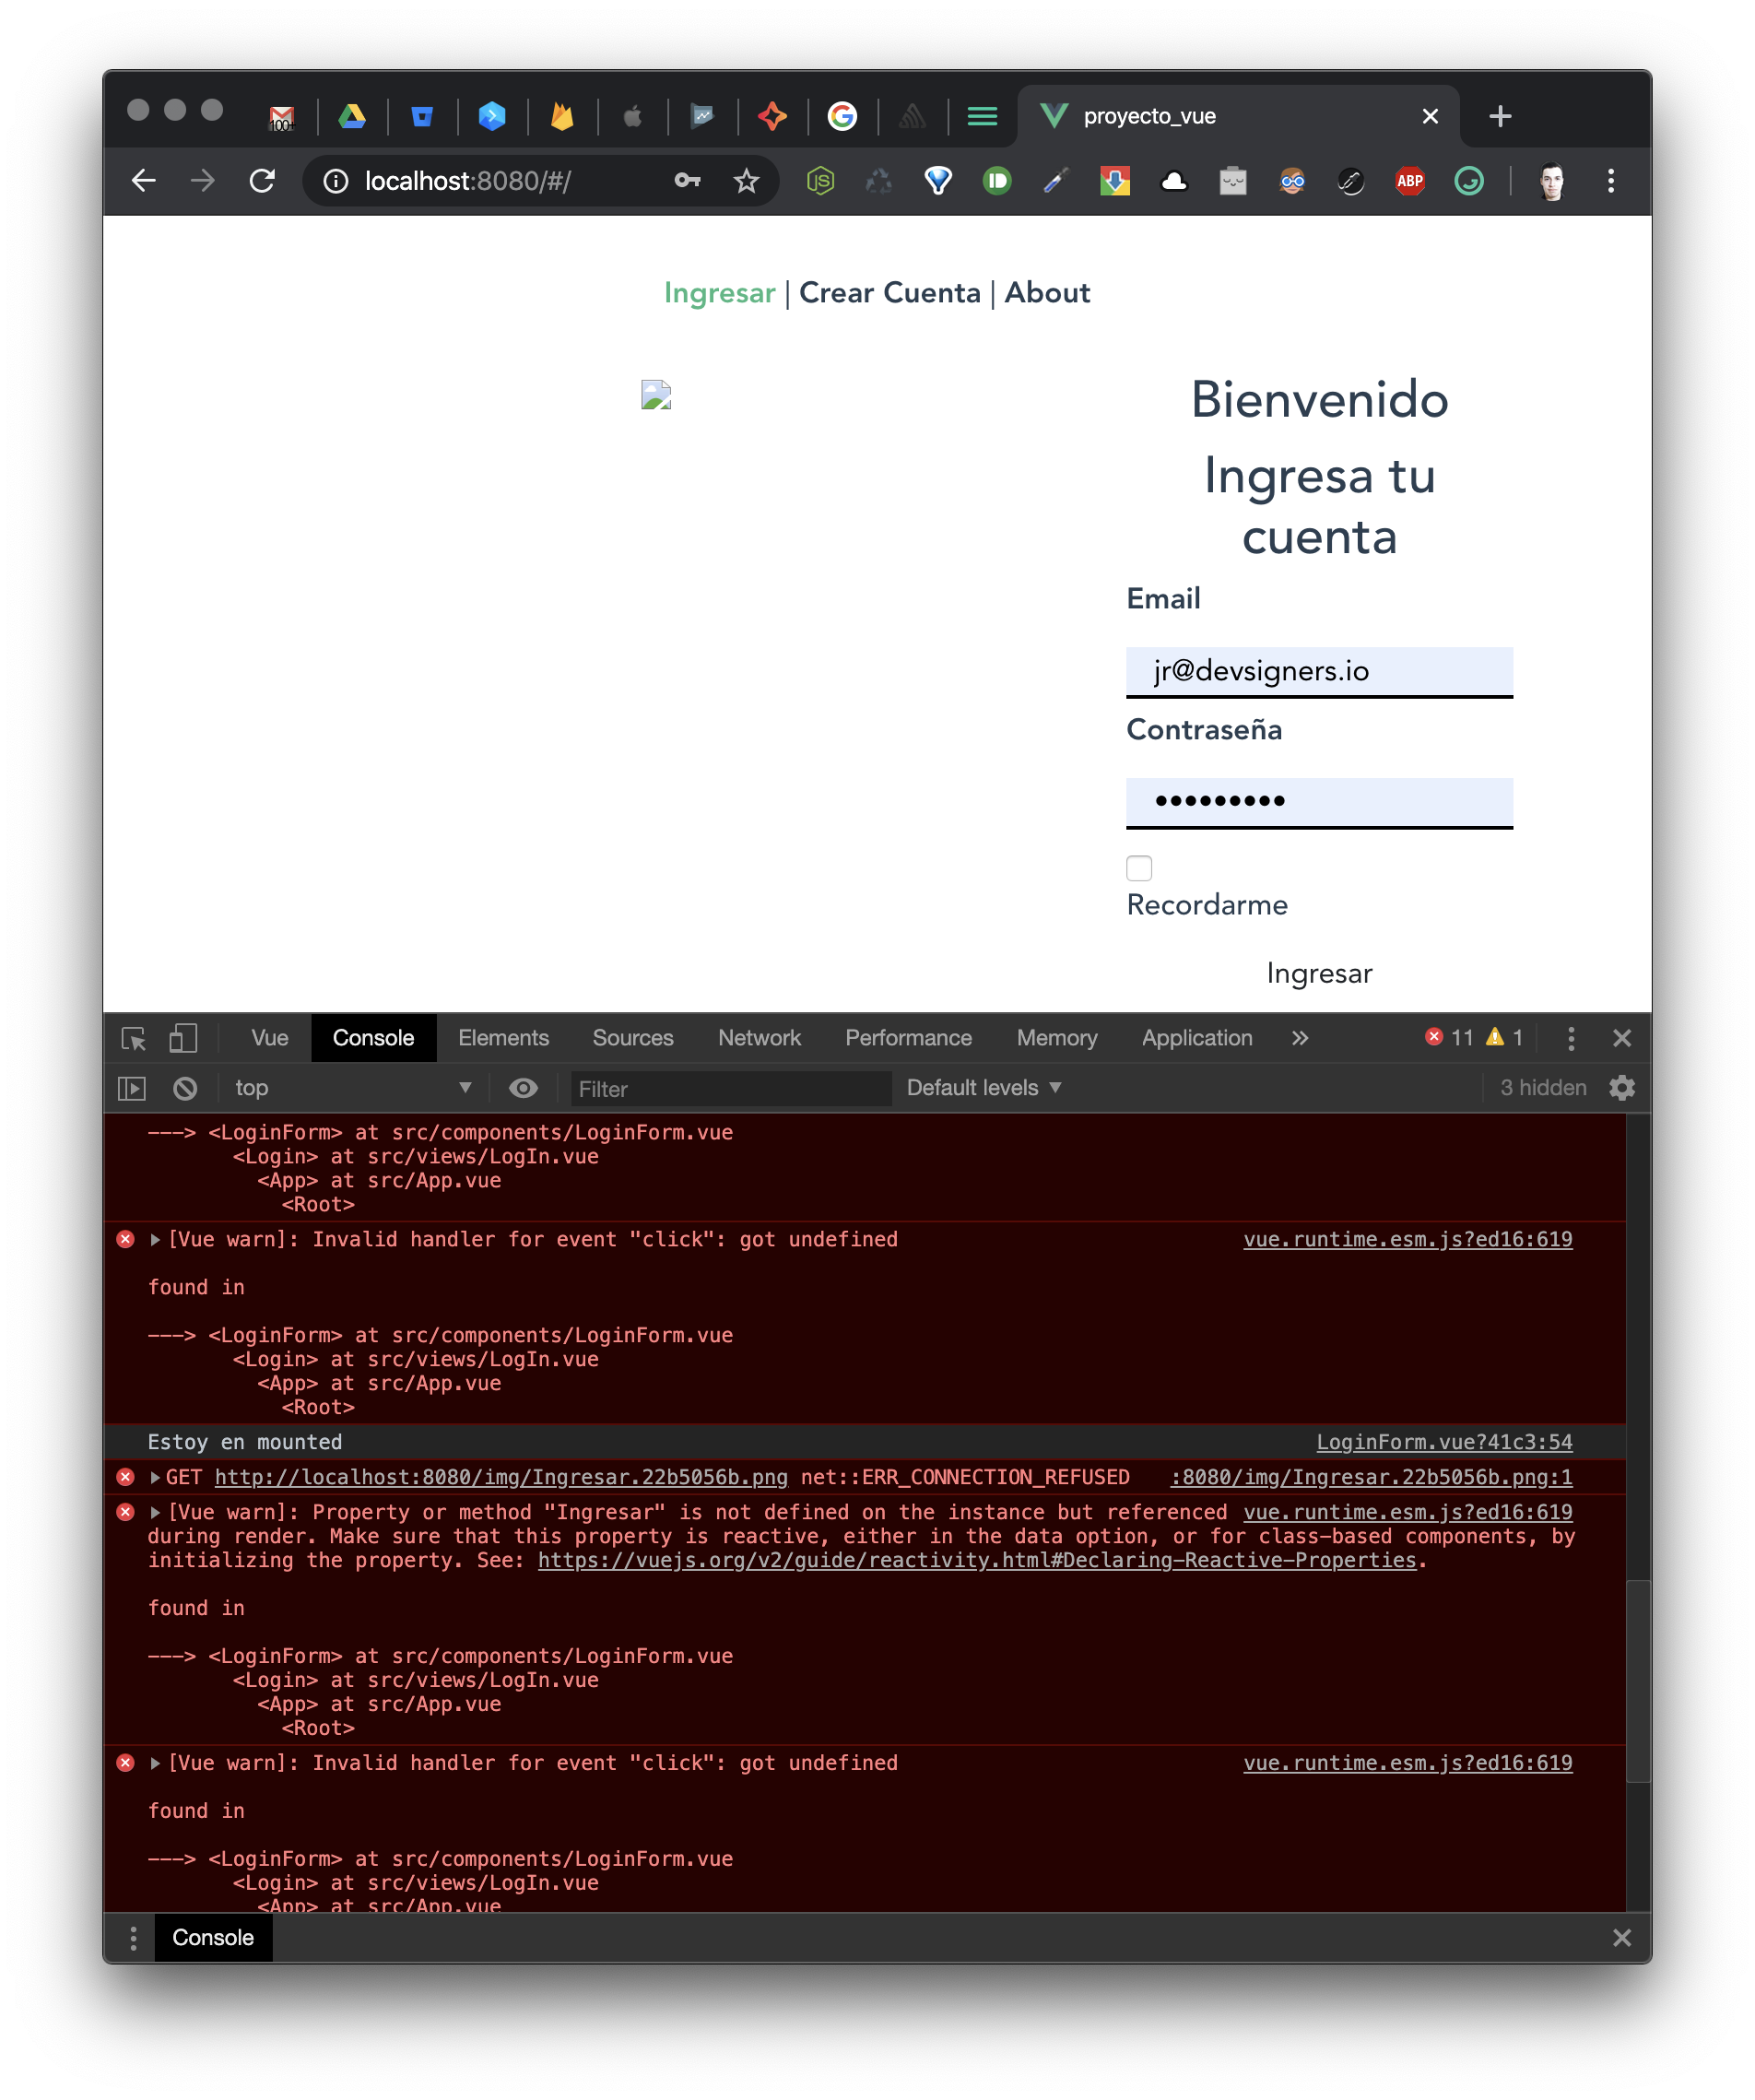 100+
proyecto_vue
localhost:8080/#/
JS
ABP
Ingresar | Crear Cuenta | About
Bienvenido
Ingresa tu
cuenta
Email
jr@devsigners.io
Contraseña
•••••••••
Recordarme
Ingresar
Vue Console Elements Sources Network Performance Memory Application » 11 1
top Filter Default levels 3 hidden
---> <LoginForm> at src/components/LoginForm.vue
<Login> at src/views/LogIn.vue
<App> at src/App.vue
<Root>
[Vue warn]: Invalid handler for event "click": got undefined vue.runtime.esm.js?ed16:619
found in
---> <LoginForm> at src/components/LoginForm.vue
<Login> at src/views/LogIn.vue
<App> at src/App.vue
<Root>
Estoy en mounted LoginForm.vue?41c3:54
GET http://localhost:8080/img/Ingresar.22b5056b.png net::ERR_CONNECTION_REFUSED :8080/img/Ingresar.22b5056b.png:1
[Vue warn]: Property or method "Ingresar" is not defined on the instance but referenced vue.runtime.esm.js?ed16:619
during render. Make sure that this property is reactive, either in the data option, or for class-based components, by
initializing the property. See: https://vuejs.org/v2/guide/reactivity.html#Declaring-Reactive-Properties.
found in
---> <LoginForm> at src/components/LoginForm.vue
<Login> at src/views/LogIn.vue
<App> at src/App.vue
<Root>
[Vue warn]: Invalid handler for event "click": got undefined vue.runtime.esm.js?ed16:619
found in
---> <LoginForm> at src/components/LoginForm.vue
<Login> at src/views/LogIn.vue
<App> at src/App.vue
Console